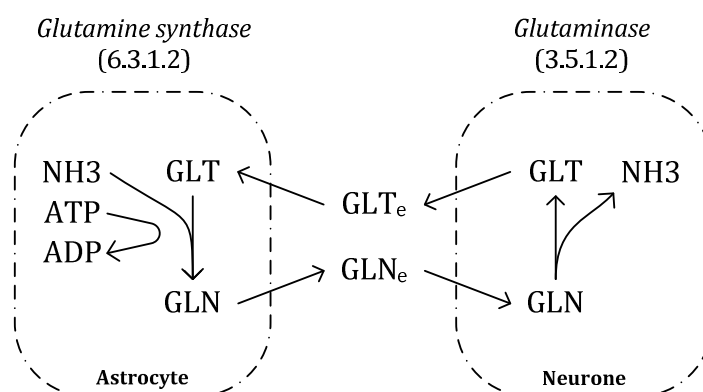 Glutamine synthase
(6.3.1.2)
Glutaminase
(3.5.1.2)
NH3
GLT
ATP
ADP
GLN
Astrocyte
GLTₑ
GLNₑ
GLT
NH3
GLN
Neurone